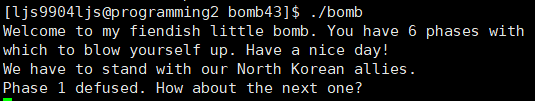 [ljs9904ljs@programming2 bomb43]$ ./bomb
Welcome to my fiendish little bomb. You have 6 phases with
which to blow yourself up. Have a nice day!
We have to stand with our North Korean allies.
Phase 1 defused. How about the next one?